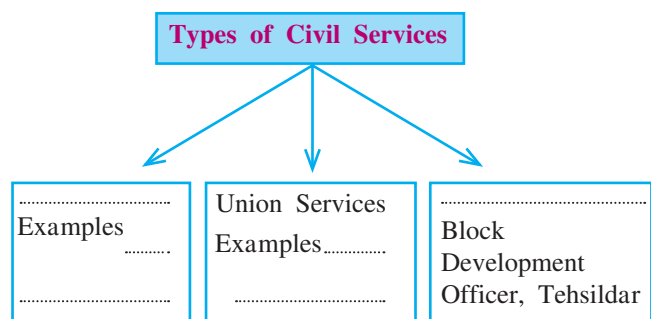 Types of Civil Services
Examples
Union Services
Examples
Block
Development
Officer, Tehsildar